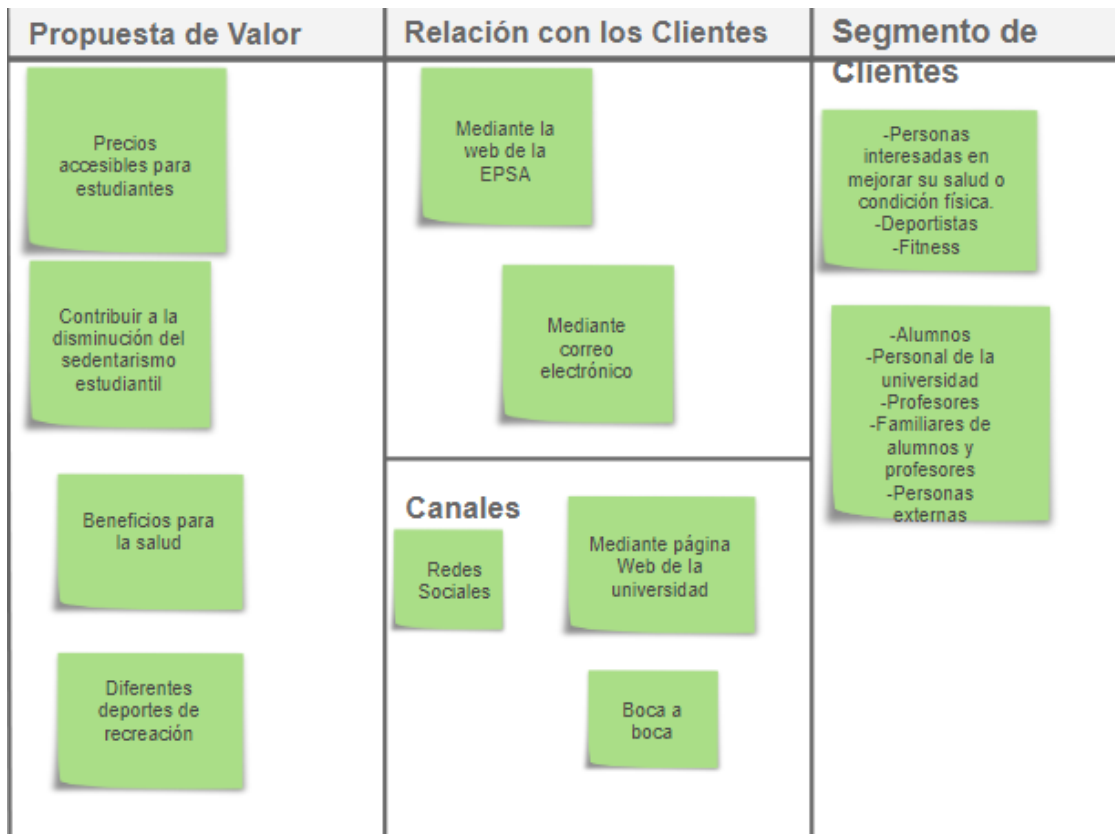 Propuesta de Valor
Precios
accesibles para
estudiantes
Contribuir a la
disminución del
sedentarismo
estudiantil
Beneficios para
la salud
Diferentes
deportes de
recreación
Relación con los Clientes
Mediante la
web de la
EPSA
Mediante
correo
electrónico
Canales
Redes
Sociales
Mediante página
Web de la
universidad
Boca a
boca
Segmento de
Clientes
-Personas
interesadas en
mejorar su salud o
condición física.
-Deportistas
-Fitness
-Alumnos
-Personal de la
universidad
-Profesores
-Familiares de
alumnos y
profesores
-Personas
externas